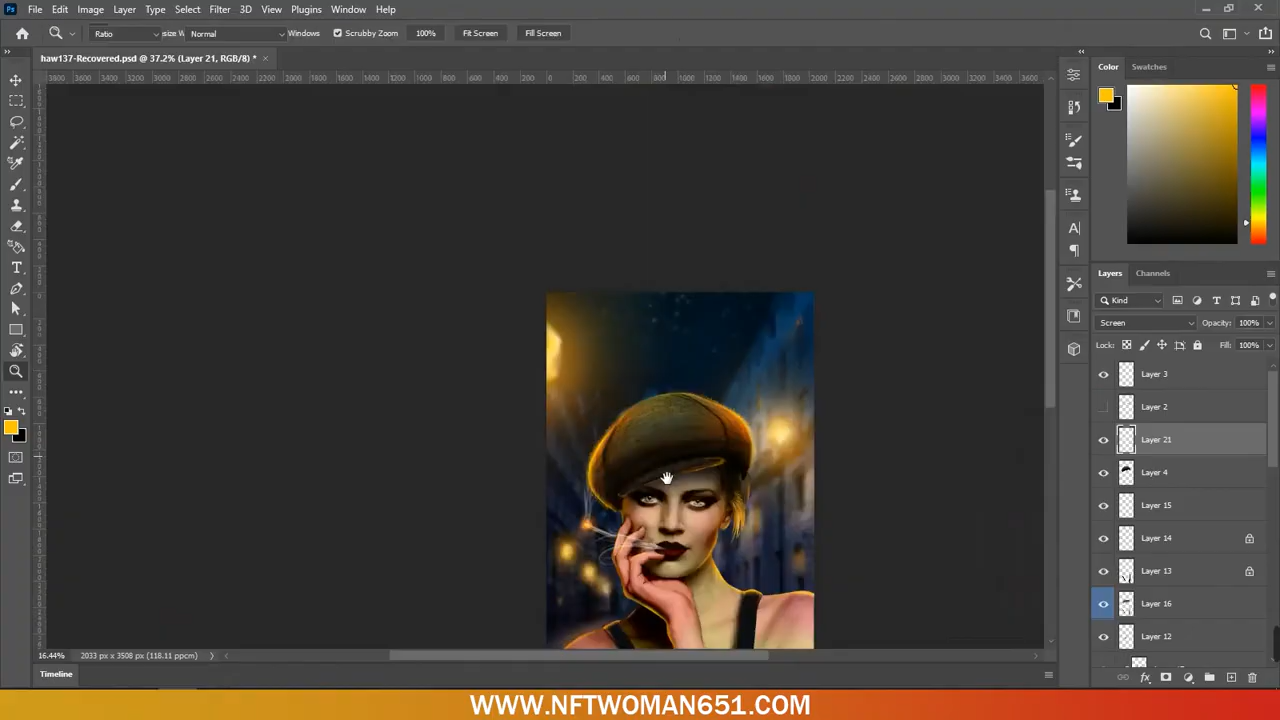 Ps File Edit Image Layer Type Select Filter 3D View Plugins Window Help
Ratio Normal Windows Scrubby Zoom 100% Fit Screen Fill Screen
haw137-Recovered.psd @ 37.2% (Layer 21, RGB/8) *
Color Swatches
Layers Channels
Kind
Screen Opacity: 100%
Lock: Fill: 100%
Layer 3
Layer 2
Layer 21
Layer 4
Layer 15
Layer 14
Layer 13
Layer 16
Layer 12
16.44% 2033 px x 3508 px (118.11 ppcm)
Timeline
WWW.NFTWOMAN651.COM